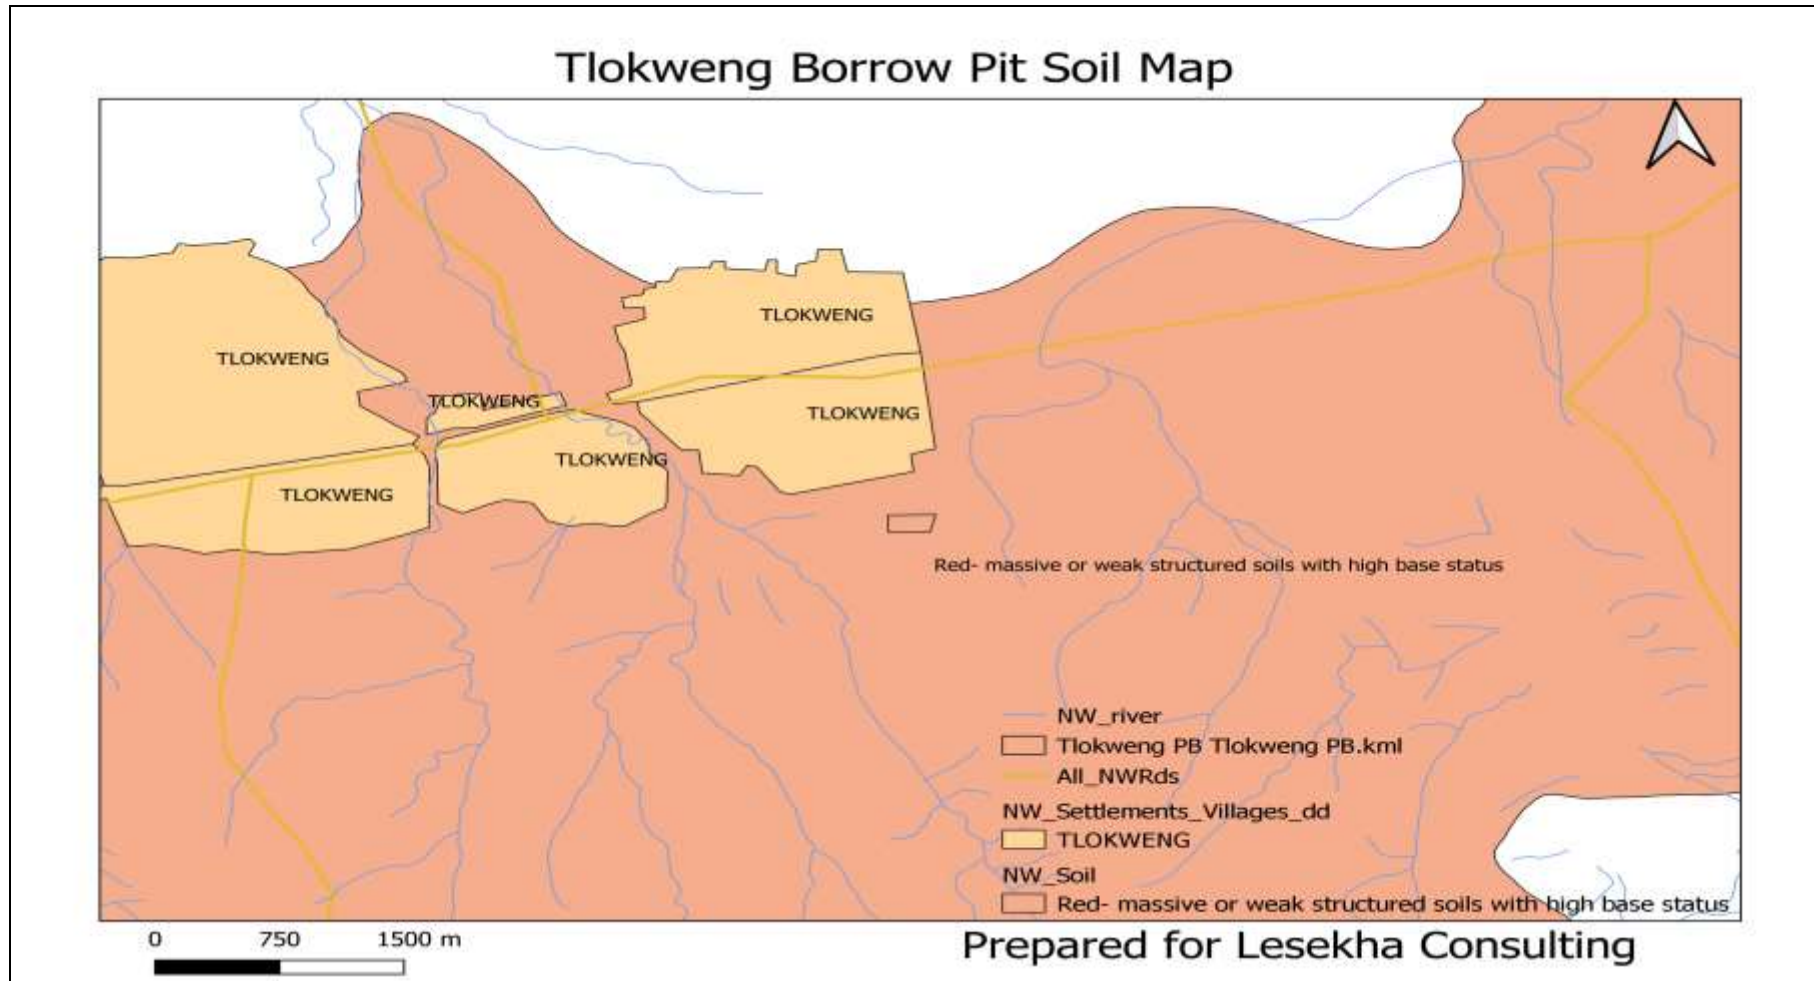 Tlokweng Borrow Pit Soil Map
TLOKWENG
TLOKWENG
TLOKWENG
TLOKWENG
TLOKWENG
TLOKWENG
Red- massive or weak structured soils with high base status
NW_river
Tlokweng PB Tlokweng PB.kml
All_NWRds
NW_Settlements_Villages_dd
TLOKWENG
NW_Soil
Red- massive or weak structured soils with high base status
0 750 1500 m
Prepared for Lesekha Consulting